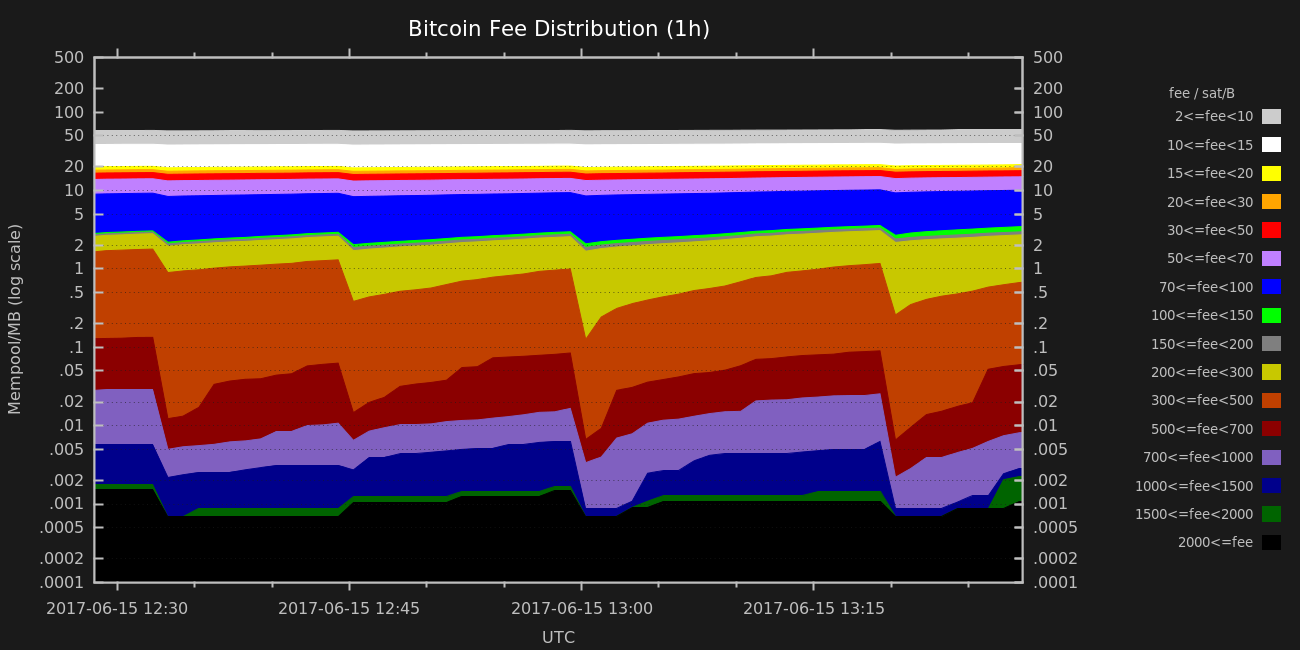 Bitcoin Fee Distribution (1h)
500
200
100
50
20
10
5
2
1
.5
.2
.1
.05
.02
.01
.005
.002
.001
.0005
.0002
.0001
Mempool/MB (log scale)
500
200
100
50
20
10
5
2
1
.5
.2
.1
.05
.02
.01
.005
.002
.001
.0005
.0002
.0001
fee / sat/B
2<=fee<10
10<=fee<15
15<=fee<20
20<=fee<30
30<=fee<50
50<=fee<70
70<=fee<100
100<=fee<150
150<=fee<200
200<=fee<300
300<=fee<500
500<=fee<700
700<=fee<1000
1000<=fee<1500
1500<=fee<2000
2000<=fee
2017-06-15 12:30 2017-06-15 12:45 2017-06-15 13:00 2017-06-15 13:15
UTC